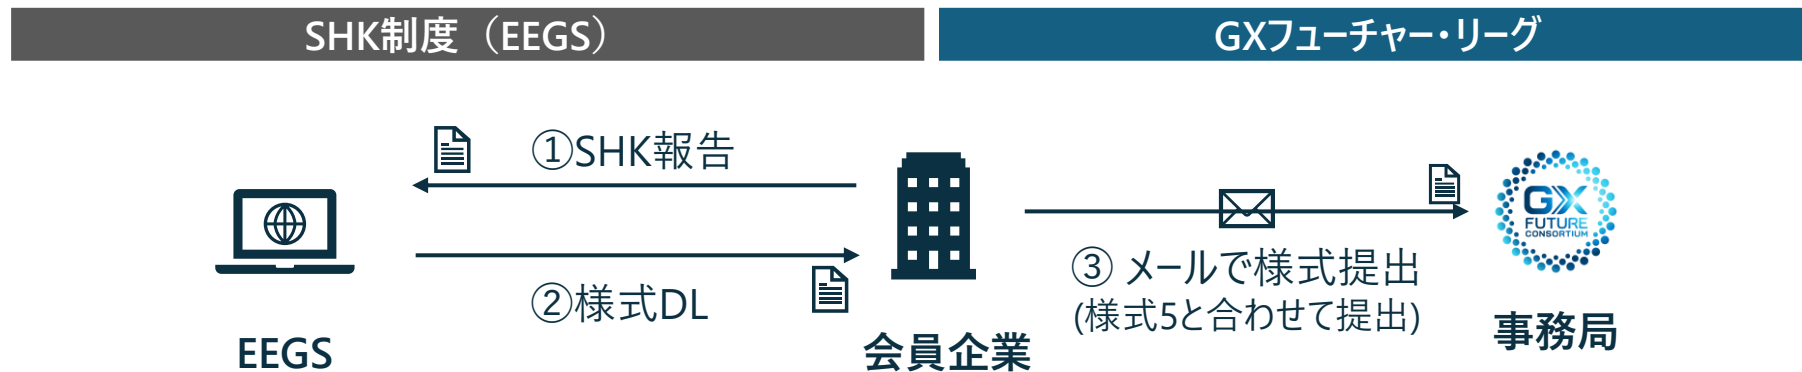 SHK制度（EEGS）
GXフューチャー・リーグ
①SHK報告
②様式DL
EEGS
会員企業
③ メールで様式提出
(様式5と合わせて提出)
GX
FUTURE
CONSORTIUM
事務局